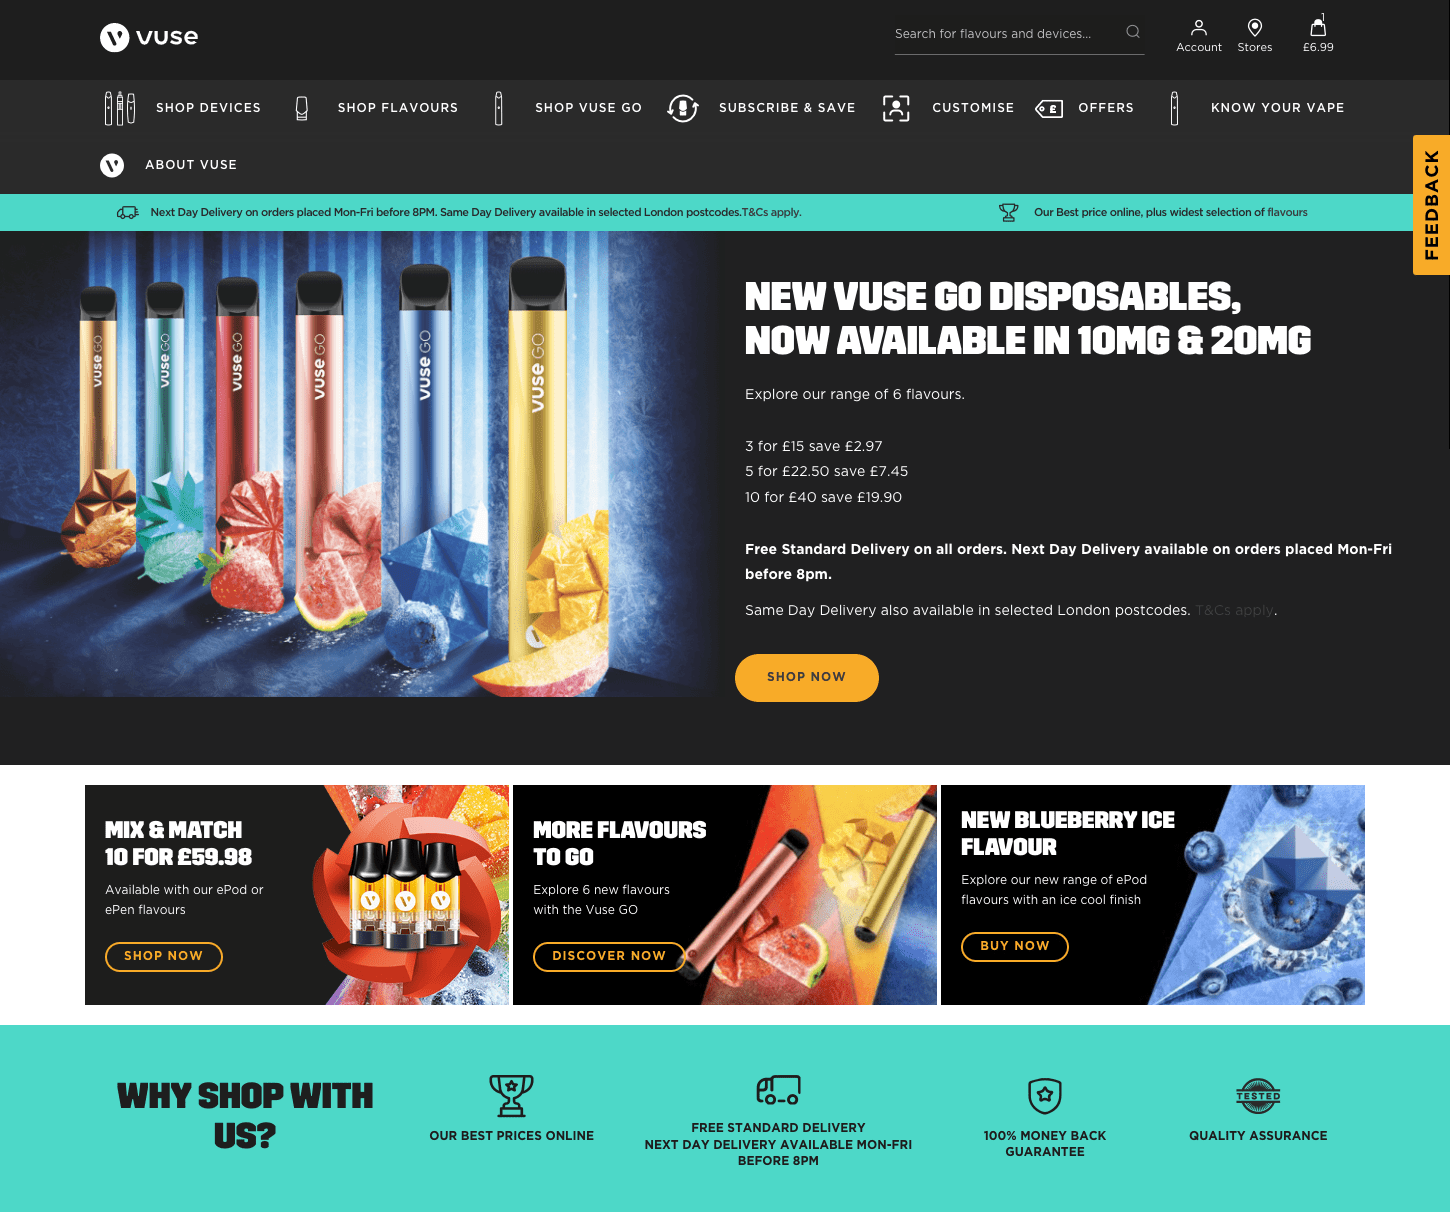 vuse
Search for flavours and devices...
Account
Stores
1
£6.99
SHOP DEVICES
SHOP FLAVOURS
SHOP VUSE GO
SUBSCRIBE & SAVE
CUSTOMISE
£
OFFERS
KNOW YOUR VAPE
ABOUT VUSE
FEEDBACK
Next Day Delivery on orders placed Mon-Fri before 8PM. Same Day Delivery available in selected London postcodes.T&Cs apply.
Our Best price online, plus widest selection of flavours
vuse GO
vuse GO
vuse GO
vuse GO
vuse GO
vuse GO
NEW VUSE GO DISPOSABLES,
NOW AVAILABLE IN 10MG & 20MG
Explore our range of 6 flavours.
3 for £15 save £2.97
5 for £22.50 save £7.45
10 for £40 save £19.90
Free Standard Delivery on all orders. Next Day Delivery available on orders placed Mon-Fri
before 8pm.
Same Day Delivery also available in selected London postcodes. T&Cs apply.
SHOP NOW
MIX & MATCH
10 FOR £59.98
Available with our ePod or
ePen flavours
SHOP NOW
MORE FLAVOURS
TO GO
Explore 6 new flavours
with the Vuse GO
DISCOVER NOW
NEW BLUEBERRY ICE
FLAVOUR
Explore our new range of ePod
flavours with an ice cool finish
BUY NOW
WHY SHOP WITH
US?
OUR BEST PRICES ONLINE
FREE STANDARD DELIVERY
NEXT DAY DELIVERY AVAILABLE MON-FRI
BEFORE 8PM
100% MONEY BACK
GUARANTEE
TESTED
QUALITY ASSURANCE